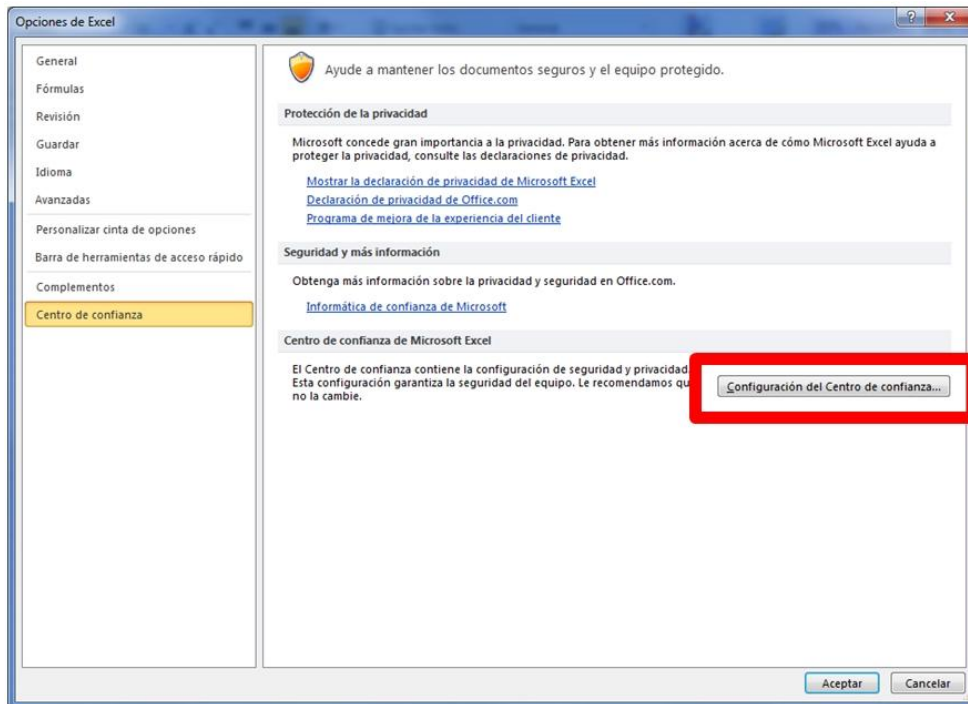 Opciones de Excel
General
Fórmulas
Revisión
Guardar
Idioma
Avanzadas
Personalizar cinta de opciones
Barra de herramientas de acceso rápido
Complementos
Centro de confianza
Ayude a mantener los documentos seguros y el equipo protegido.
Protección de la privacidad
Microsoft concede gran importancia a la privacidad. Para obtener más información acerca de cómo Microsoft Excel ayuda a
proteger la privacidad, consulte las declaraciones de privacidad.
Mostrar la declaración de privacidad de Microsoft Excel
Declaración de privacidad de Office.com
Programa de mejora de la experiencia del cliente
Seguridad y más información
Obtenga más información sobre la privacidad y seguridad en Office.com.
Informática de confianza de Microsoft
Centro de confianza de Microsoft Excel
El Centro de confianza contiene la configuración de seguridad y privacidad.
Esta configuración garantiza la seguridad del equipo. Le recomendamos qu
no la cambie.
Configuración del Centro de confianza...
Aceptar
Cancelar